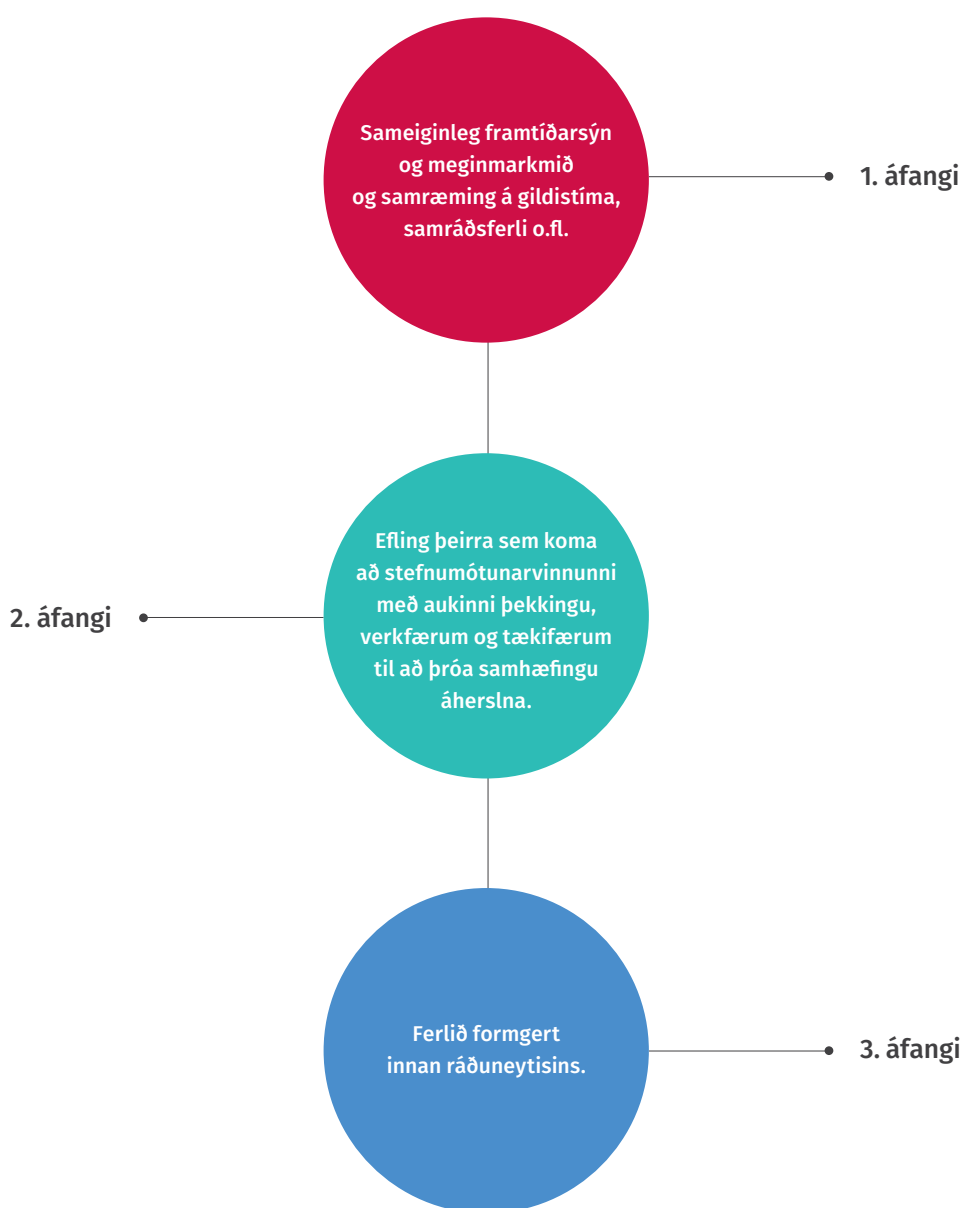 Sameiginleg framtíðarsýn
og meginmarkmið
og samræming á gildistíma,
samráðsferli o.fl.
1. áfangi
Efling þeirra sem koma
að stefnumótunarvinnunni
með aukinni þekkingu,
verkfærum og tækifærum
til að þróa samhæfingu
áherslna.
2. áfangi
Ferlið formgert
innan ráðuneytisins.
3. áfangi